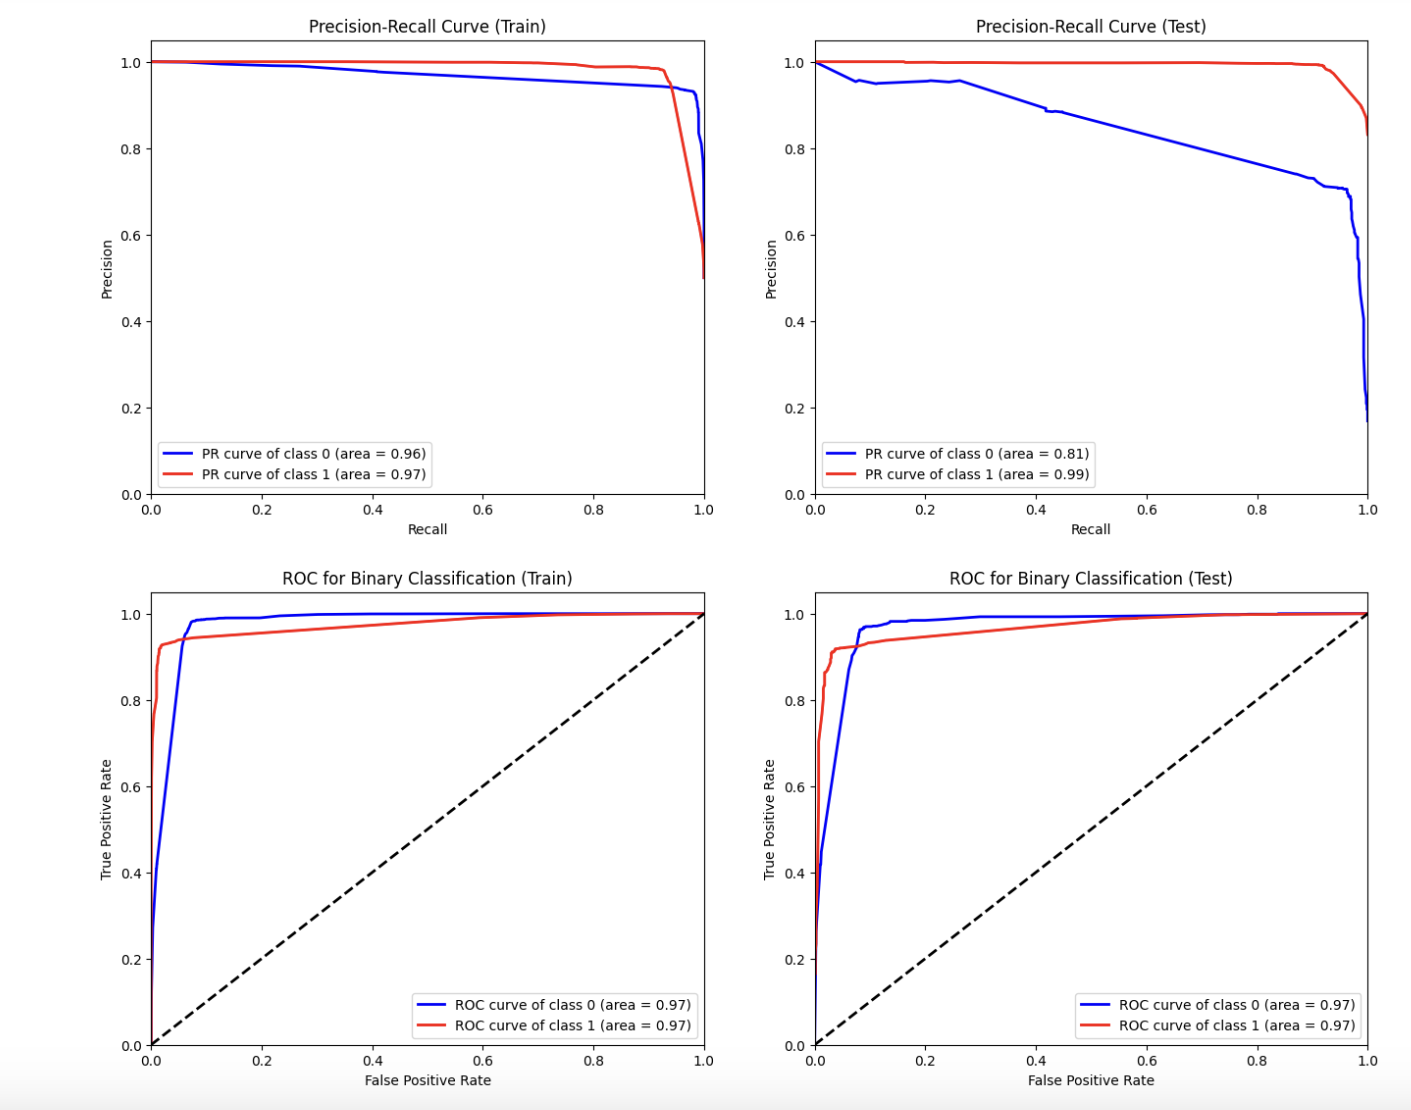 Precision-Recall Curve (Train)
1.0
0.8
0.6
0.4
0.2
0.0
Precision
PR curve of class 0 (area = 0.96)
PR curve of class 1 (area = 0.97)
0.0 0.2 0.4 0.6 0.8 1.0
Recall
Precision-Recall Curve (Test)
1.0
0.8
0.6
0.4
0.2
0.0
Precision
PR curve of class 0 (area = 0.81)
PR curve of class 1 (area = 0.99)
0.0 0.2 0.4 0.6 0.8 1.0
Recall
ROC for Binary Classification (Train)
1.0
0.8
0.6
0.4
0.2
0.0
True Positive Rate
ROC curve of class 0 (area = 0.97)
ROC curve of class 1 (area = 0.97)
0.0 0.2 0.4 0.6 0.8 1.0
False Positive Rate
ROC for Binary Classification (Test)
1.0
0.8
0.6
0.4
0.2
0.0
True Positive Rate
ROC curve of class 0 (area = 0.97)
ROC curve of class 1 (area = 0.97)
0.0 0.2 0.4 0.6 0.8 1.0
False Positive Rate